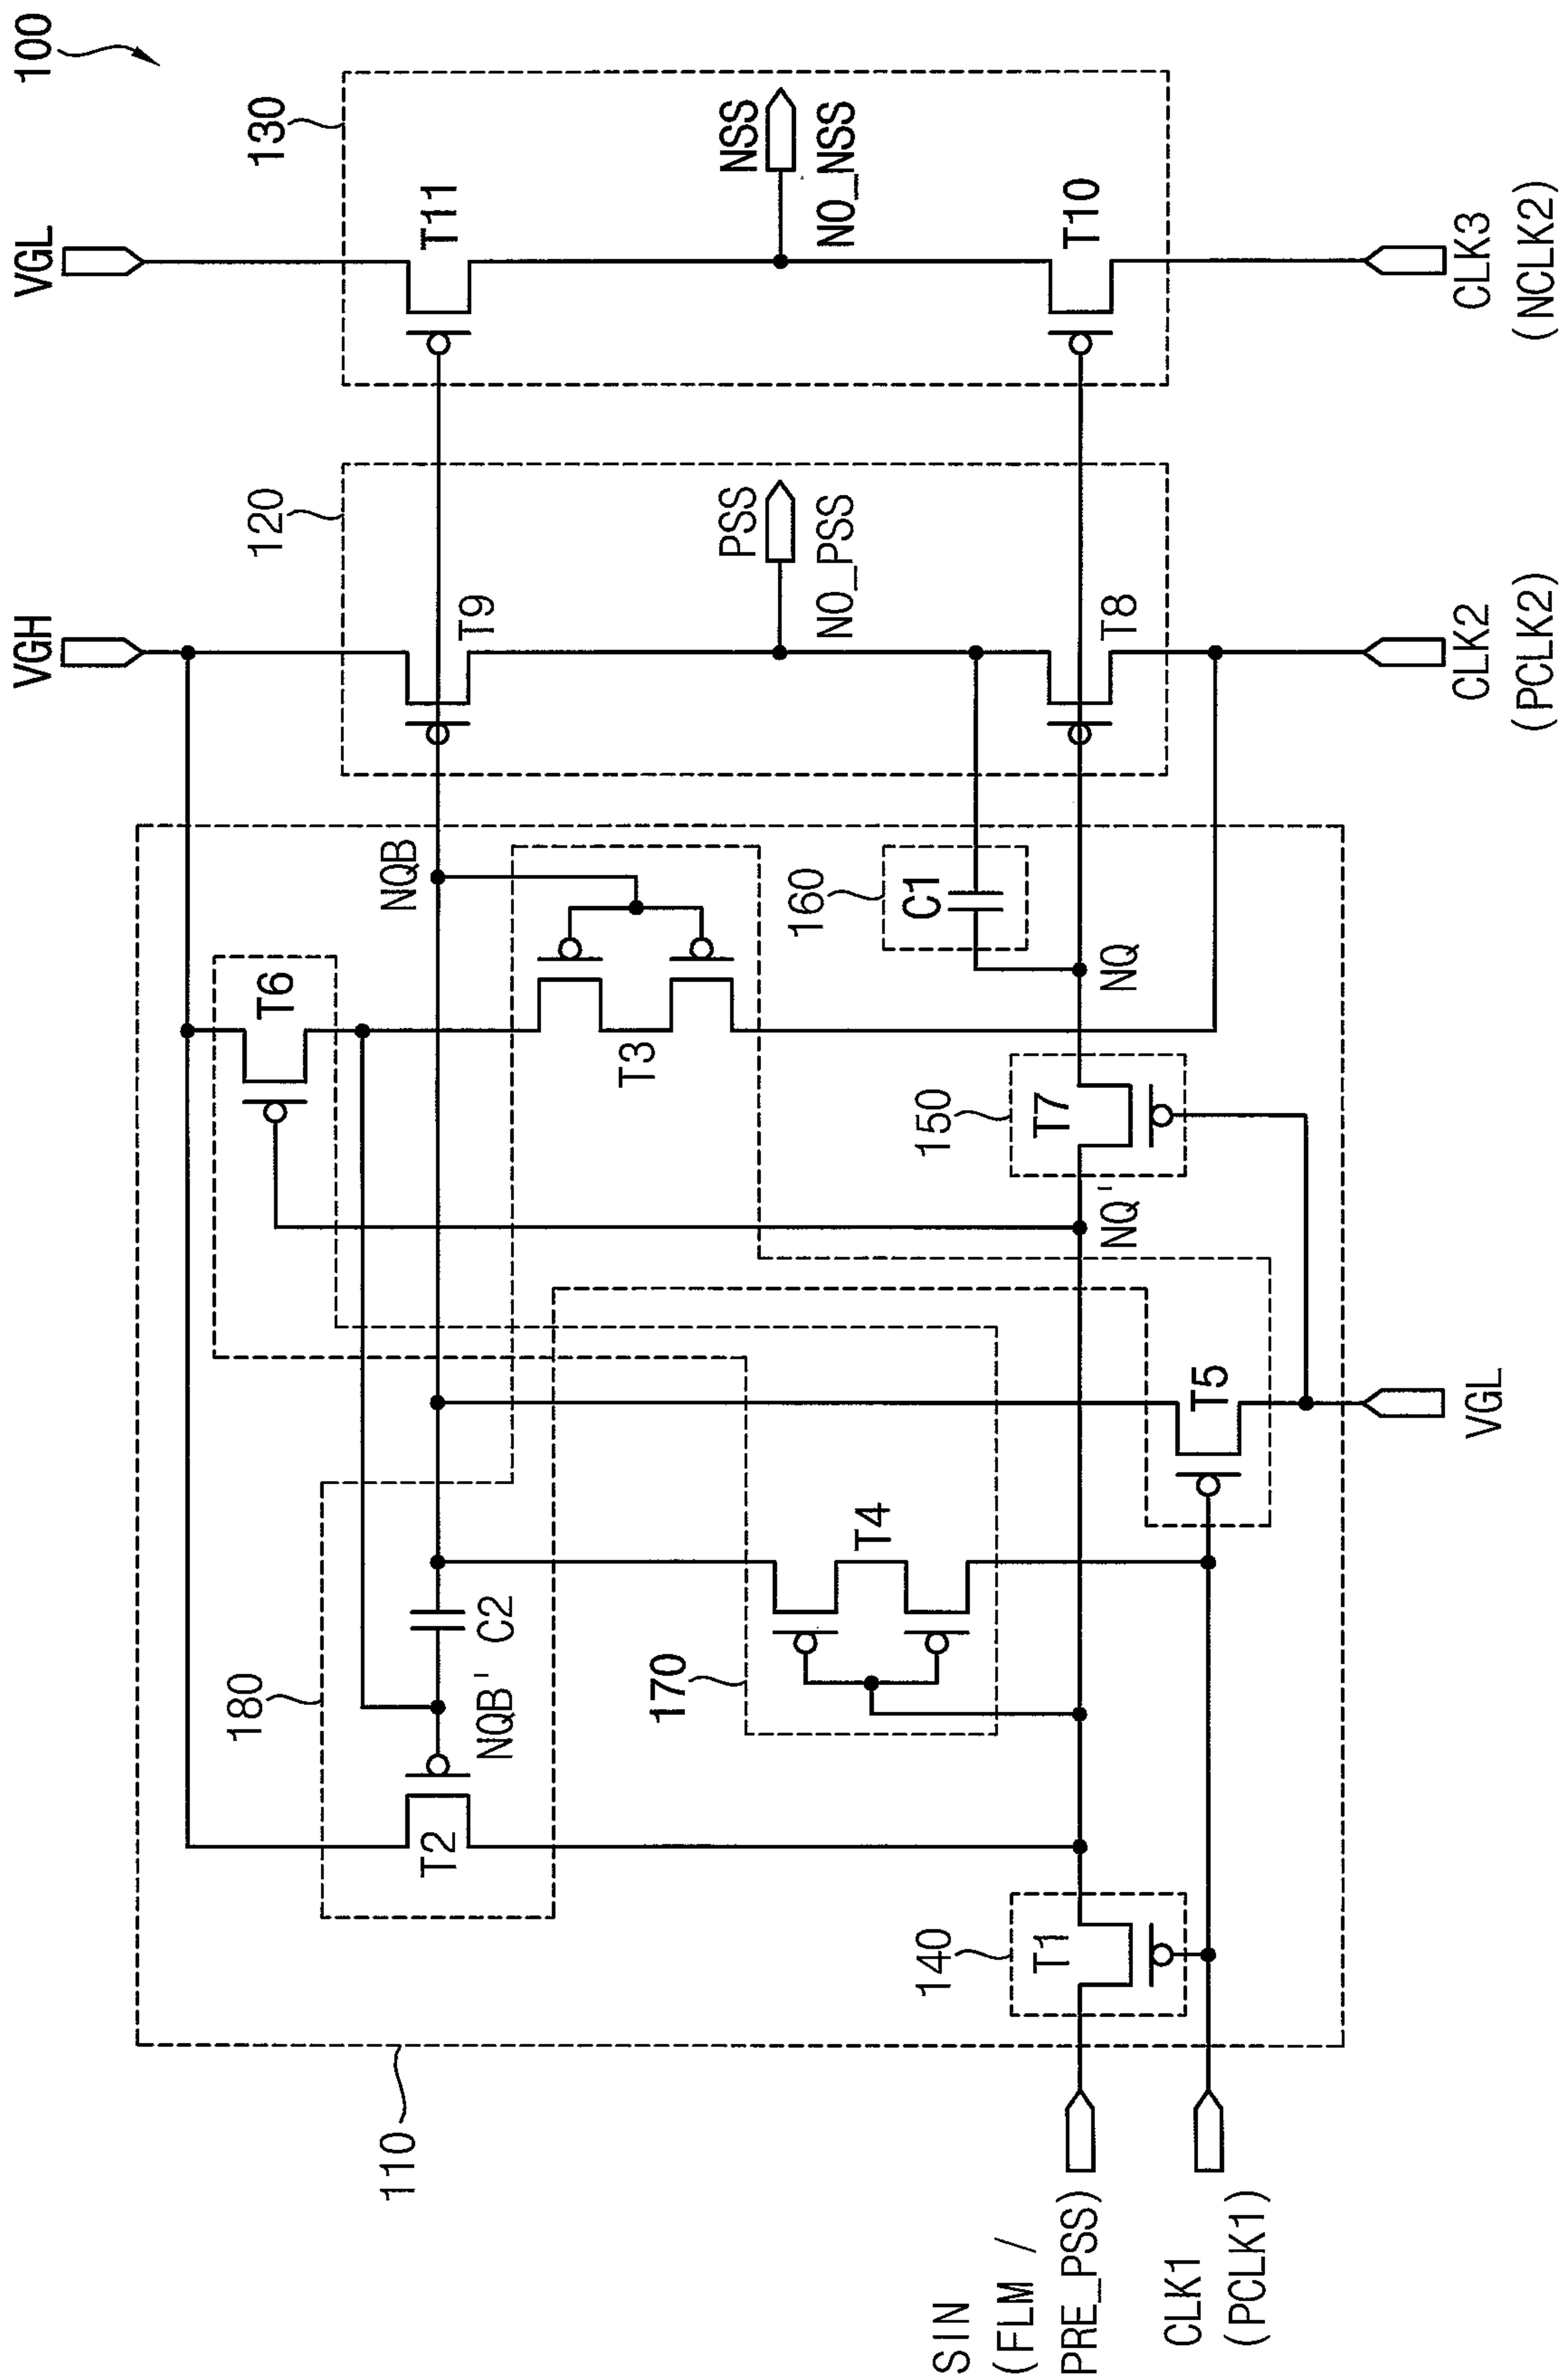 100
VGL
VGH
130
120
T11
NSS
NO_NSS
T10
CLK3
(NCLK2)
T9
PSS
NO_PSS
T8
CLK2
(PCLK2)
NQB
T6
T3
160
C1
NQ
150
T7
NQ'
180
C2
NQB'
T2
170
T4
T5
VGL
140
T1
110
SIN
(FLM /
PRE_PSS)
CLK1
(PCLK1)